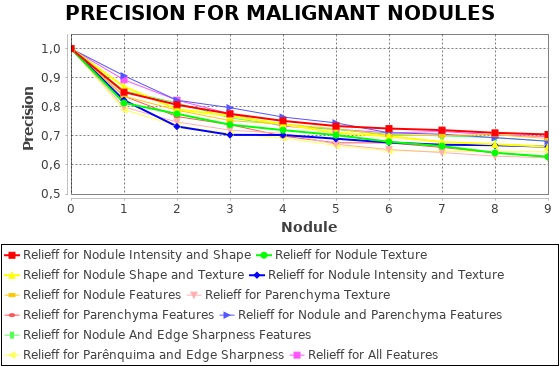 PRECISION FOR MALIGNANT NODULES
1,0
0,9
0,8
0,7
0,6
0,5
Precision
0 1 2 3 4 5 6 7 8 9
Nodule
Relieff for Nodule Intensity and Shape Relieff for Nodule Texture
Relieff for Nodule Shape and Texture Relieff for Nodule Intensity and Texture
Relieff for Nodule Features Relieff for Parenchyma Texture
Relieff for Parenchyma Features Relieff for Nodule and Parenchyma Features
Relieff for Nodule And Edge Sharpness Features
Relieff for Parênquima and Edge Sharpness Relieff for All Features